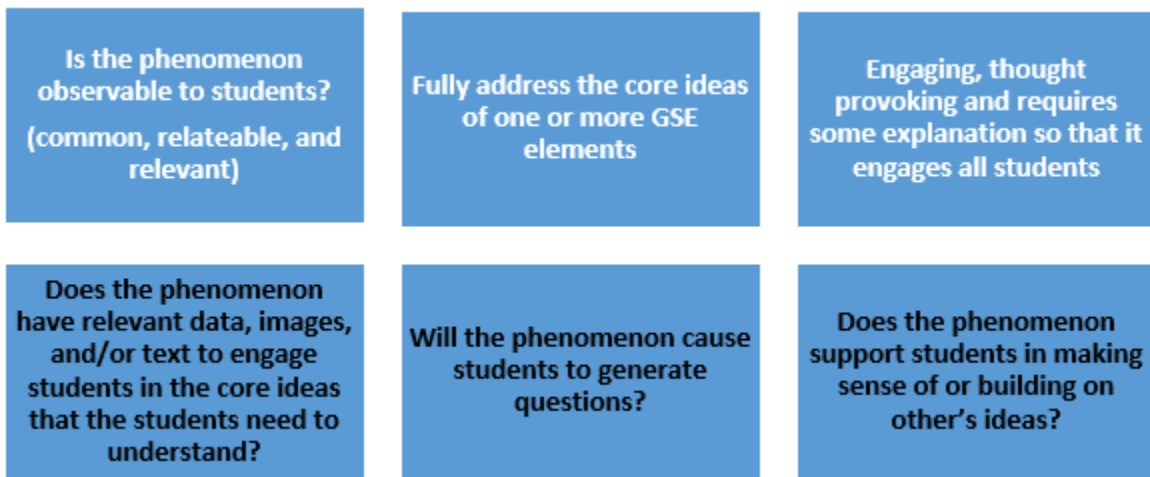 Is the phenomenon
observable to students?
(common, relateable, and
relevant)
Fully address the core ideas
of one or more GSE
elements
Engaging, thought
provoking and requires
some explanation so that it
engages all students
Does the phenomenon
have relevant data, images,
and/or text to engage
students in the core ideas
that the students need to
understand?
Will the phenomenon cause
students to generate
questions?
Does the phenomenon
support students in making
sense of or building on
other's ideas?